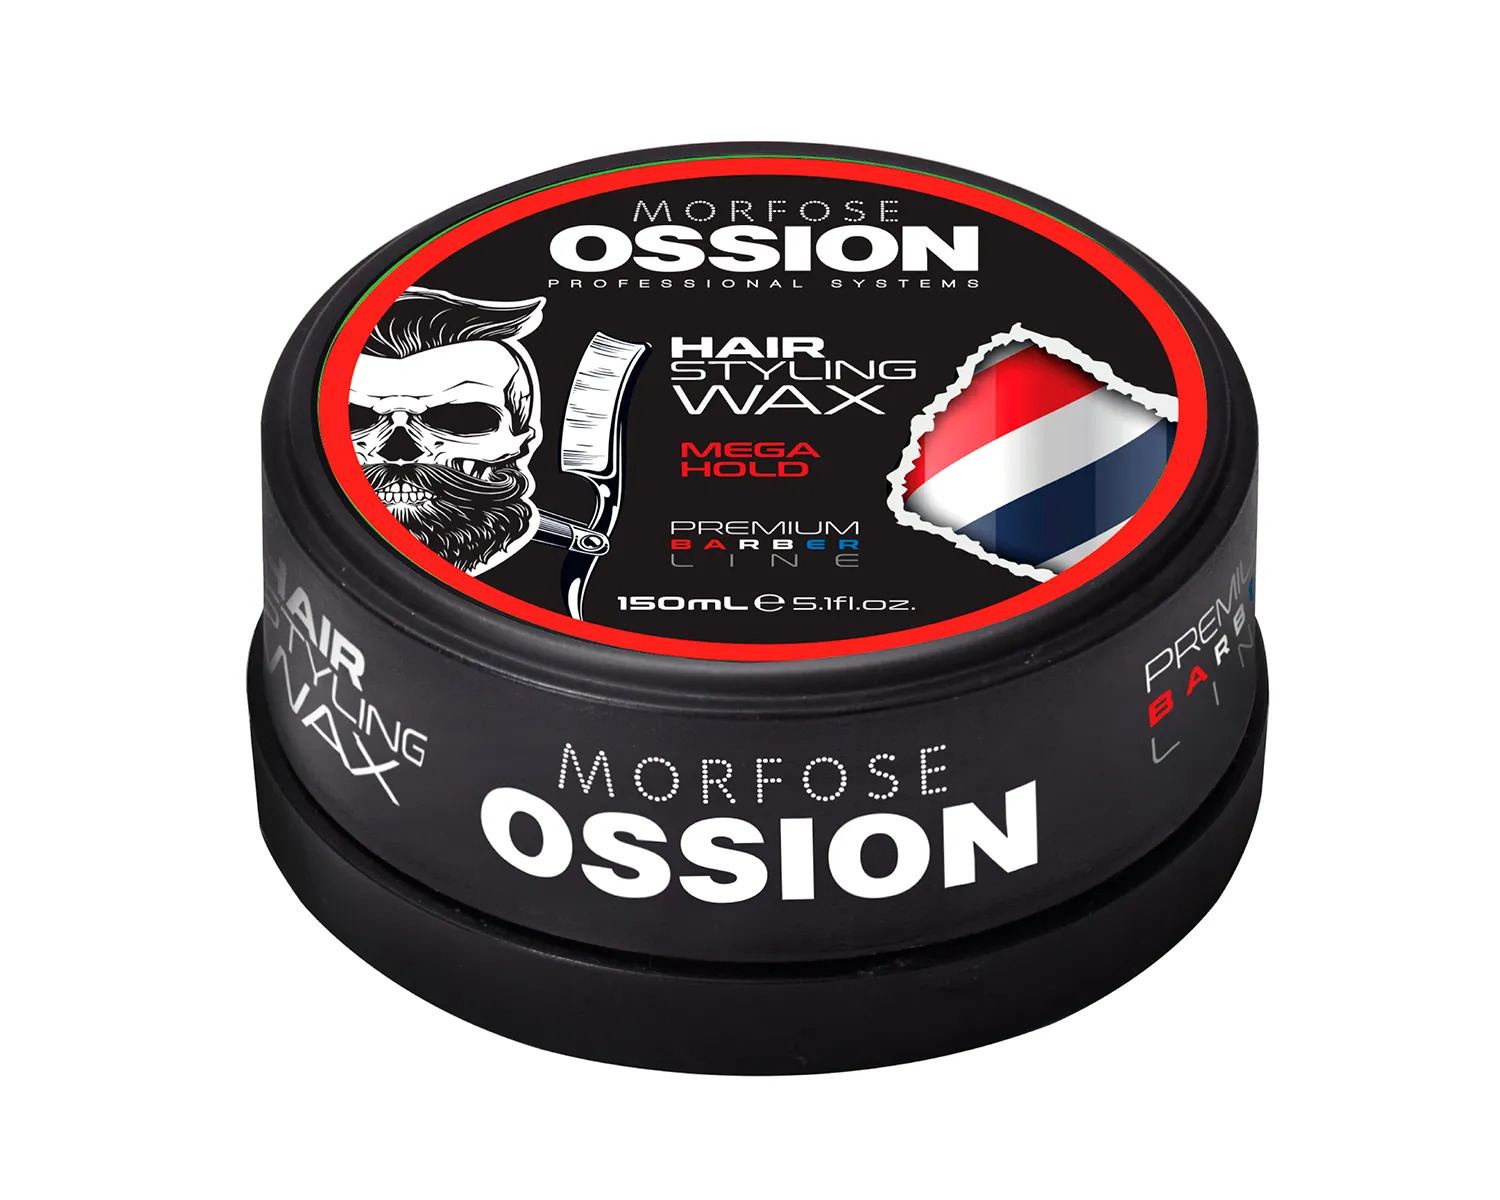 MORFOSE
OSSION
PROFESSIONAL SYSTEMS
HAIR
STYLING
WAX
MEGA
HOLD
PREMIUM
BARBER
LINE
150mL ℮ 5.1fl.oz.
HAIR
STYLING
WAX
MORFOSE
OSSION